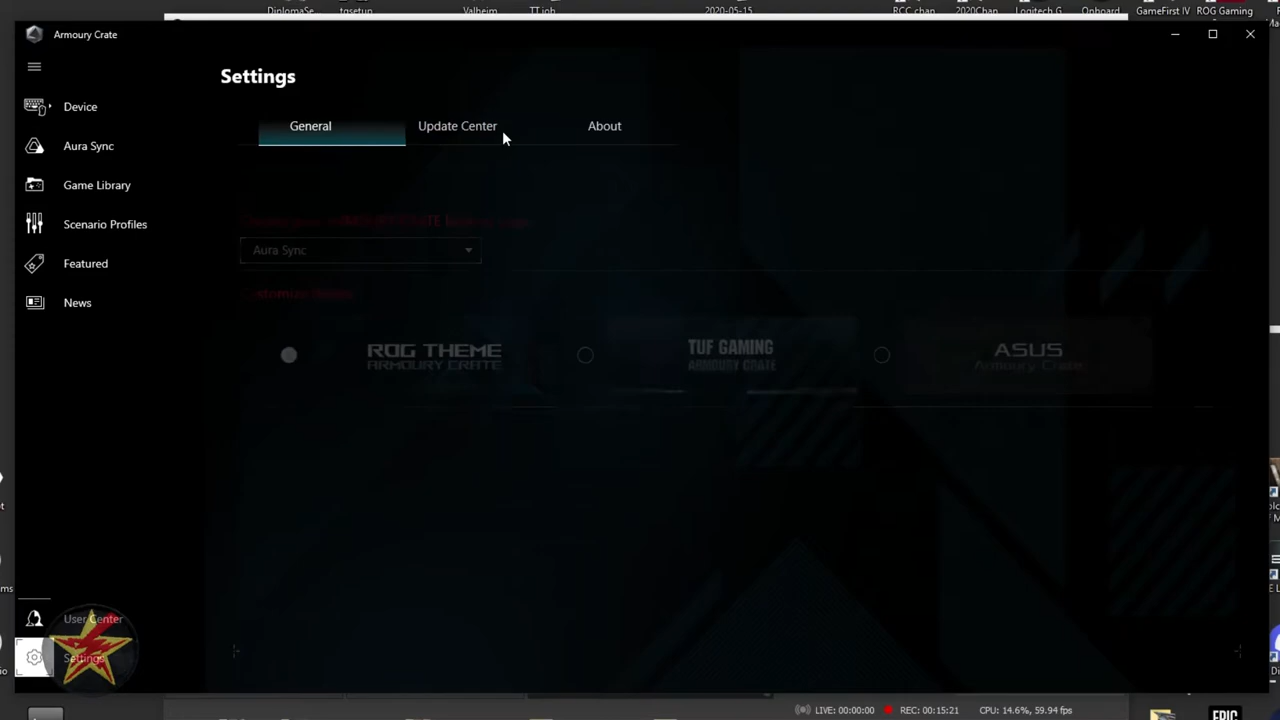 DiplomaSe...
tgsetup
Valheim
TT.job
2020-05-15
RCC chan
2020Chan
Logitech G
Onboard
GameFirst IV
ROG Gaming
Armoury Crate
Settings
Device
General
Update Center
About
Aura Sync
Game Library
Scenario Profiles
Aura Sync
Featured
News
ROG THEME
ARMOURY CRATE
TUF GAMING
ARMOURY CRATE
ASUS
Armoury Crate
User Center
Settings
LIVE: 00:00:00
REC: 00:15:21
CPU: 14.6%, 59.94 fps
EPIC